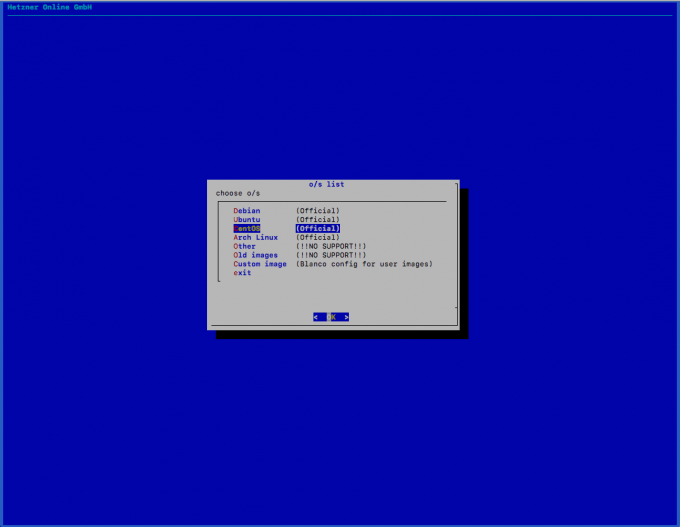 Hetzner Online GmbH
o/s list
choose o/s
Debian (Official)
Ubuntu (Official)
CentOS (Official)
Arch Linux (Official)
Other (!!NO SUPPORT!!)
Old images (!!NO SUPPORT!!)
Custom image (Blanco config for user images)
exit
< OK >